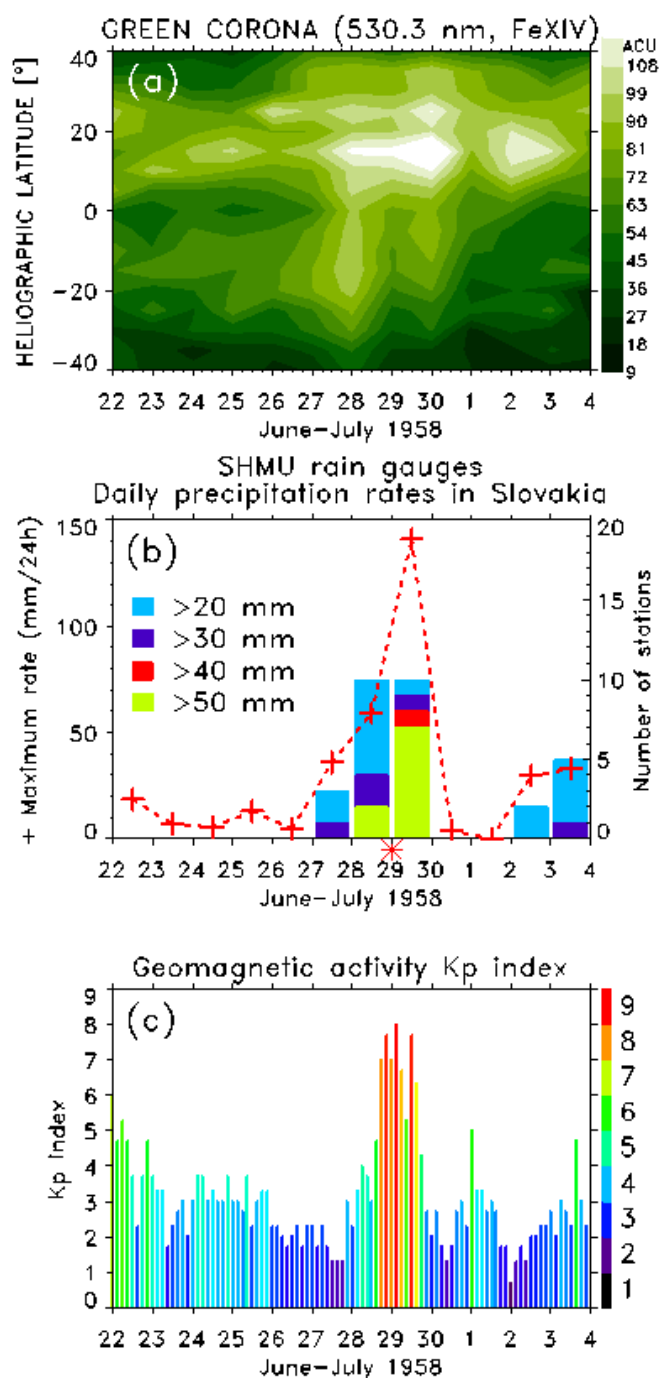 GREEN CORONA (530.3 nm, FeXIV)
(a)
HELIOGRAPHIC LATITUDE [°]
40
20
0
-20
-40
ACU
108
99
90
81
72
63
54
45
36
27
18
9
22 23 24 25 26 27 28 29 30 1 2 3 4
June-July 1958
SHMU rain gauges
Daily precipitation rates in Slovakia
(b)
+ Maximum rate (mm/24h)
150
100
50
0
>20 mm
>30 mm
>40 mm
>50 mm
20
15
10
5
0
Number of stations
22 23 24 25 26 27 28 29 30 1 2 3 4
June-July 1958
Geomagnetic activity Kp index
(c)
Kp index
9
8
7
6
5
4
3
2
1
0
9
8
7
6
5
4
3
2
1
22 23 24 25 26 27 28 29 30 1 2 3 4
June-July 1958